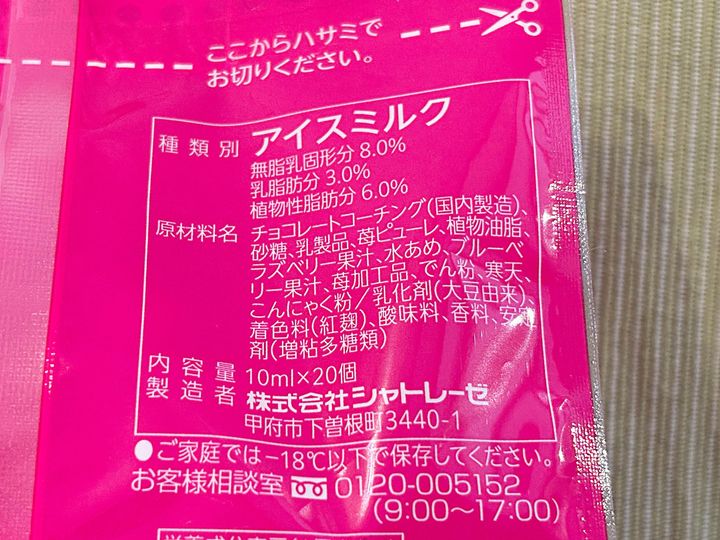 ここからハサミで
お切りください。
種類別 アイスミルク
無脂乳固形分 8.0%
乳脂肪分 3.0%
植物性脂肪分 6.0%
原材料名 チョコレートコーチング(国内製造)、
砂糖、乳製品、苺ピューレ、植物油脂、
ラズベリー果汁、水あめ、ブルーベ
リー果汁、苺加工品、でん粉、寒天、
こんにゃく粉/乳化剤(大豆由来)、
着色料(紅麹)、酸味料、香料、安定
剤(増粘多糖類)
内容量 10ml×20個
製造者 株式会社シャトレーゼ
甲府市下曽根町3440-1
●ご家庭では-18℃以下で保存してください。
お客様相談室 0120-005152
(9:00〜17:00)